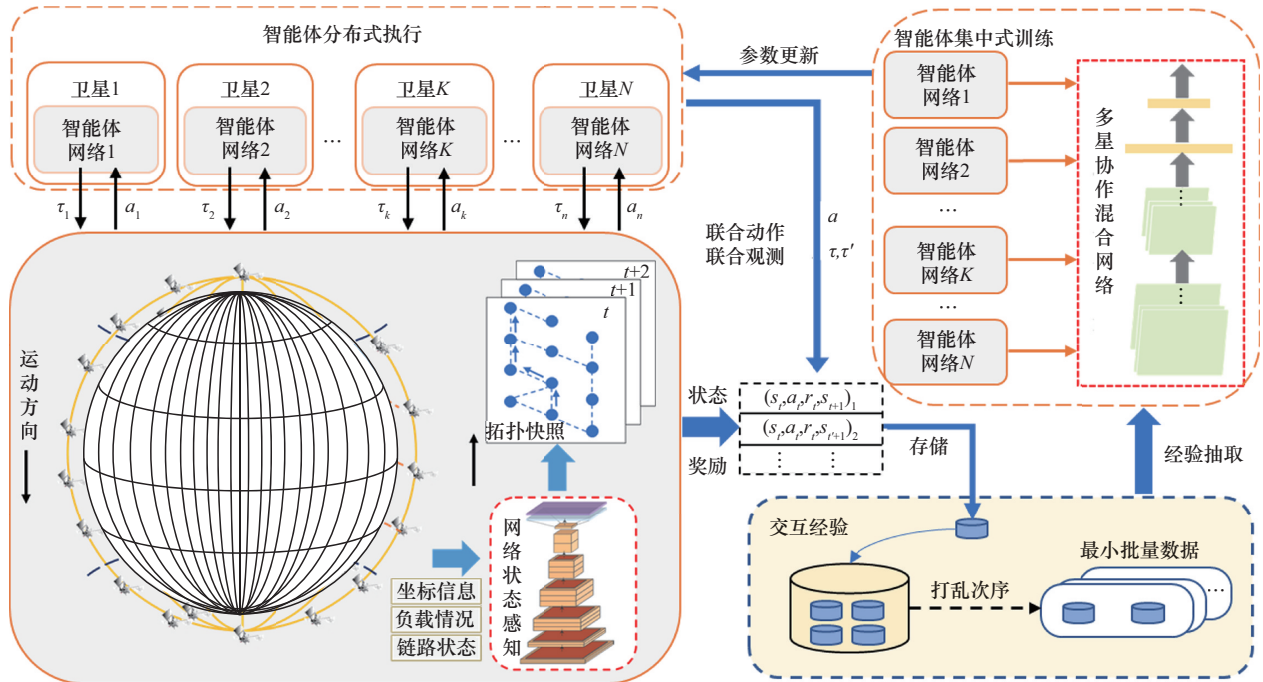 智能体分布式执行
卫星1
智能体
网络1
卫星2
智能体
网络2
…
卫星K
智能体
网络K
…
卫星N
智能体
网络N
τ1
a1
τ2
a2
τk
ak
τn
an
参数更新
联合动作
联合观测
a
τ,τ′
智能体集中式训练
智能体
网络1
智能体
网络2
…
智能体
网络K
…
智能体
网络N
多星协作混合网络
⋮
⋮
运动方向
t+2
t+1
t
拓扑快照
坐标信息
负载情况
链路状态
网络状态感知
状态
奖励
(st,at,rt,st+1)1
(st,at,rt,st′+1)2
⋮ ⋮
存储
经验抽取
交互经验
打乱次序
最小批量数据
…